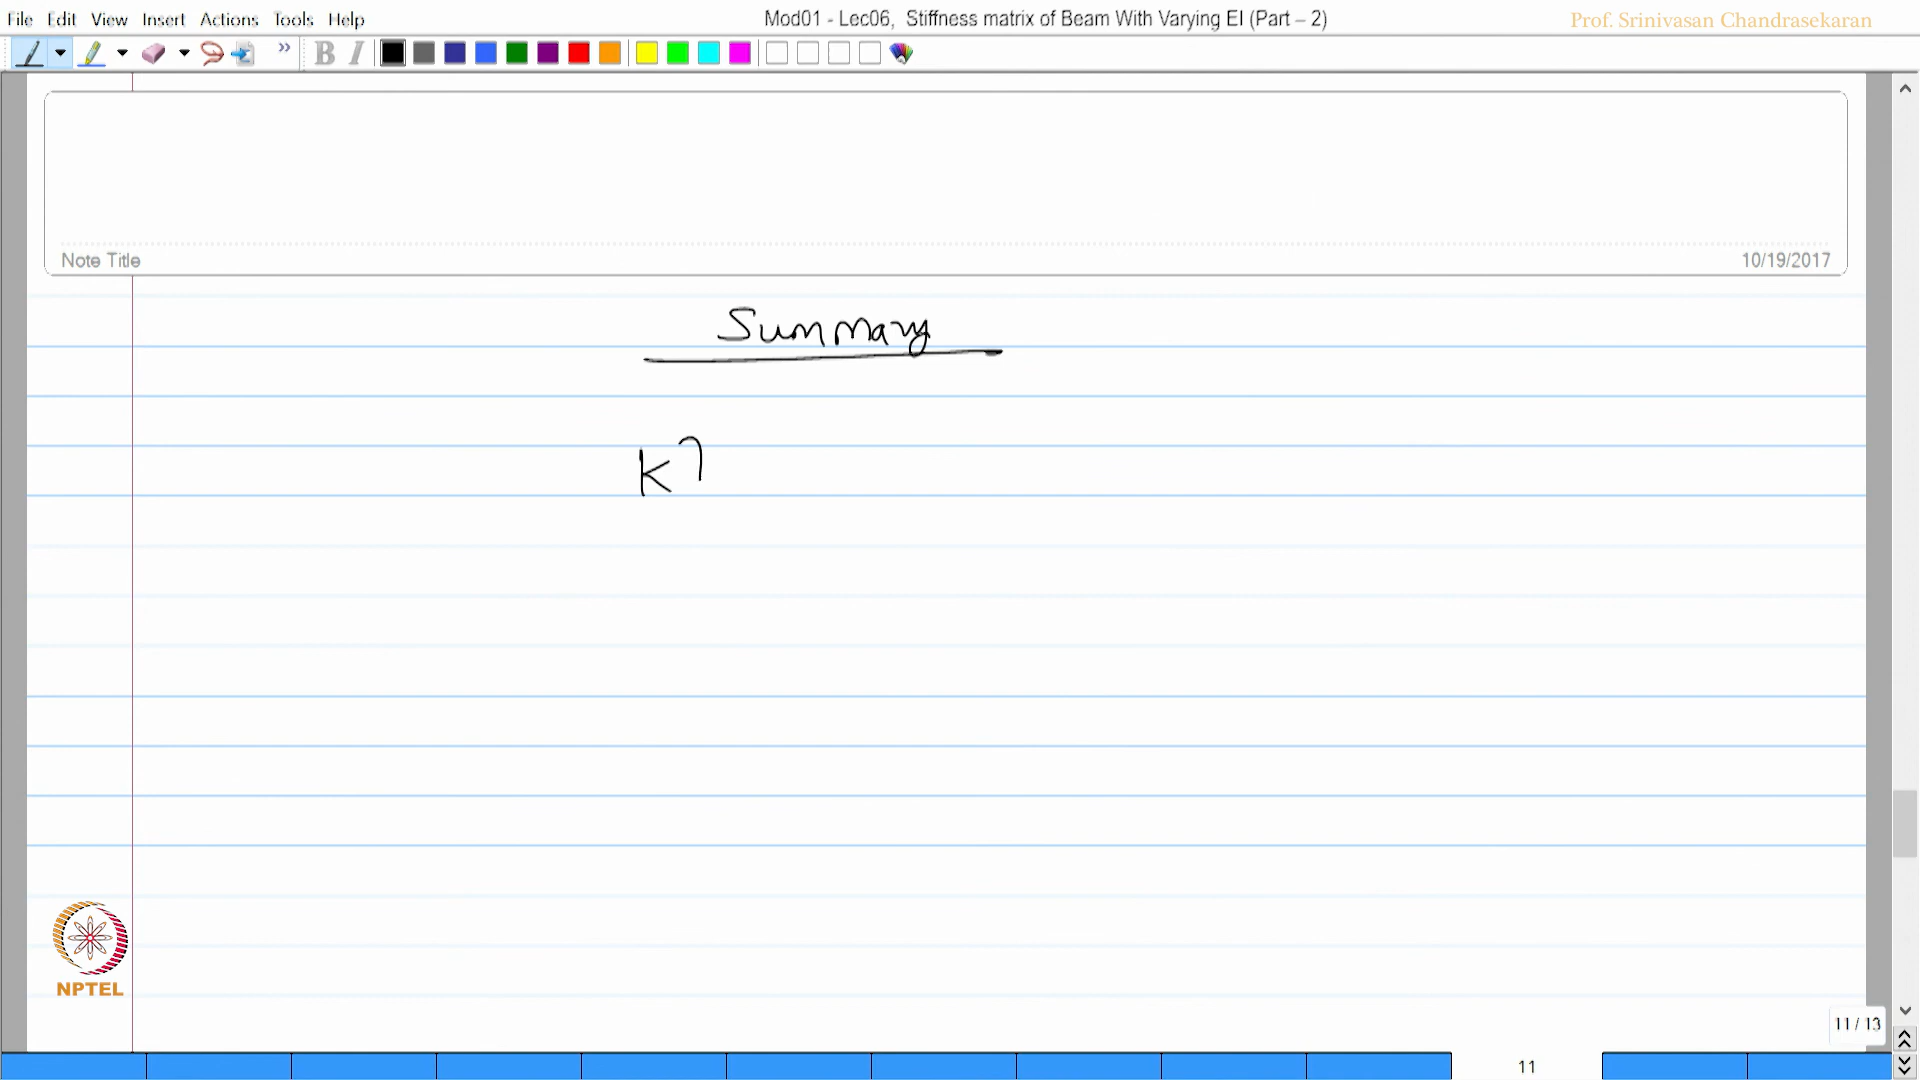 File Edit View Insert Actions Tools Help
Mod01 - Lec06, Stiffness matrix of Beam With Varying EI (Part – 2)
Prof. Srinivasan Chandrasekaran
B I
Note Title
10/19/2017
Summary
K
NPTEL
11 / 13
11